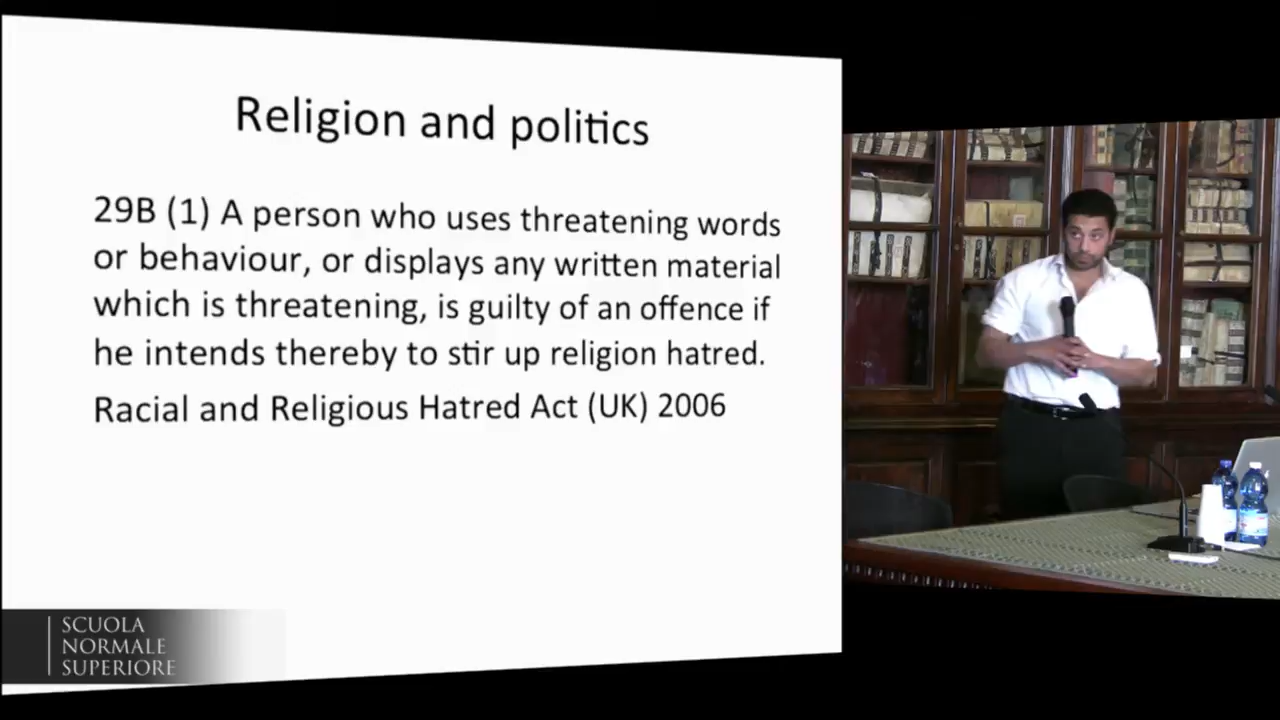 Religion and politics
29B (1) A person who uses threatening words
or behaviour, or displays any written material
which is threatening, is guilty of an offence if
he intends thereby to stir up religion hatred.
Racial and Religious Hatred Act (UK) 2006
SCUOLA
NORMALE
SUPERIORE